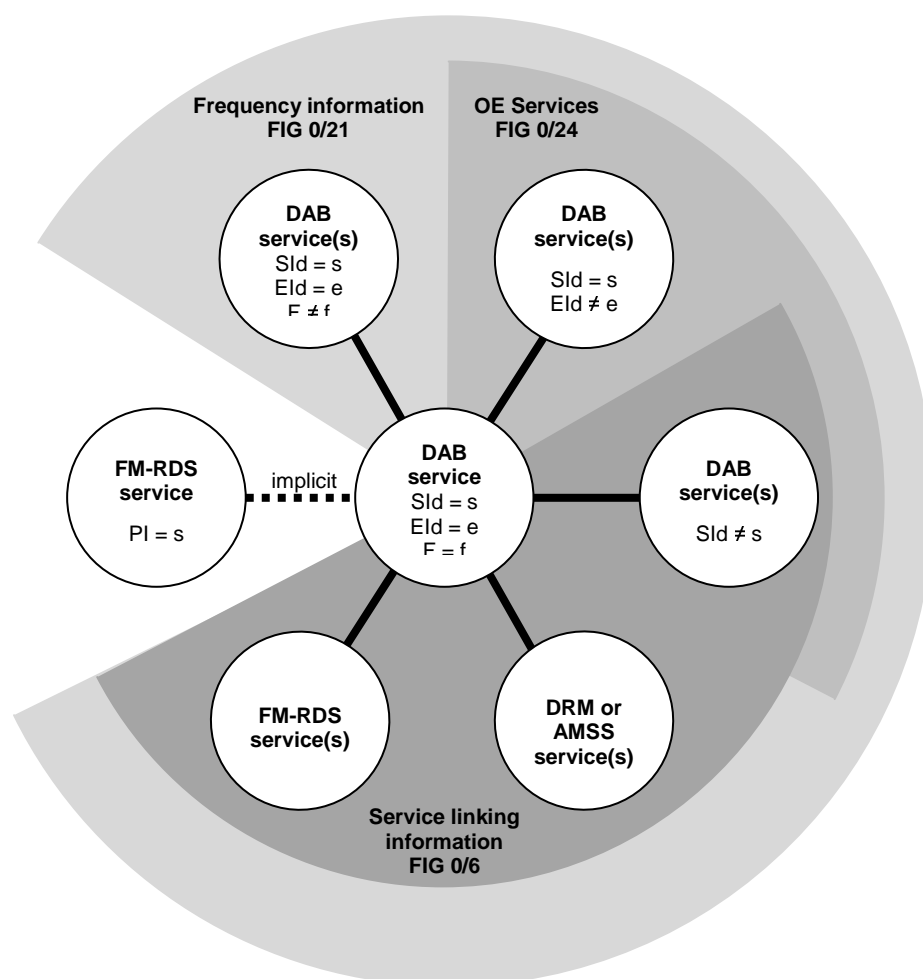 Frequency information
FIG 0/21
OE Services
FIG 0/24
DAB
service(s)
SId = s
EId = e
F ≠ f
DAB
service(s)
SId = s
EId ≠ e
FM-RDS
service
PI = s
implicit
DAB
service
SId = s
EId = e
F = f
DAB
service(s)
SId ≠ s
FM-RDS
service(s)
DRM or
AMSS
service(s)
Service linking
information
FIG 0/6